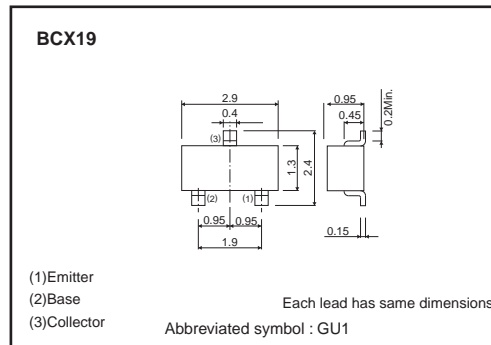 BCX19
2.9
0.4
(3)
1.3
2.4
(2)
(1)
0.95 0.95
1.9
0.95
0.45
0.2Min.
0.15
(1)Emitter
(2)Base
(3)Collector
Each lead has same dimensions
Abbreviated symbol : GU1